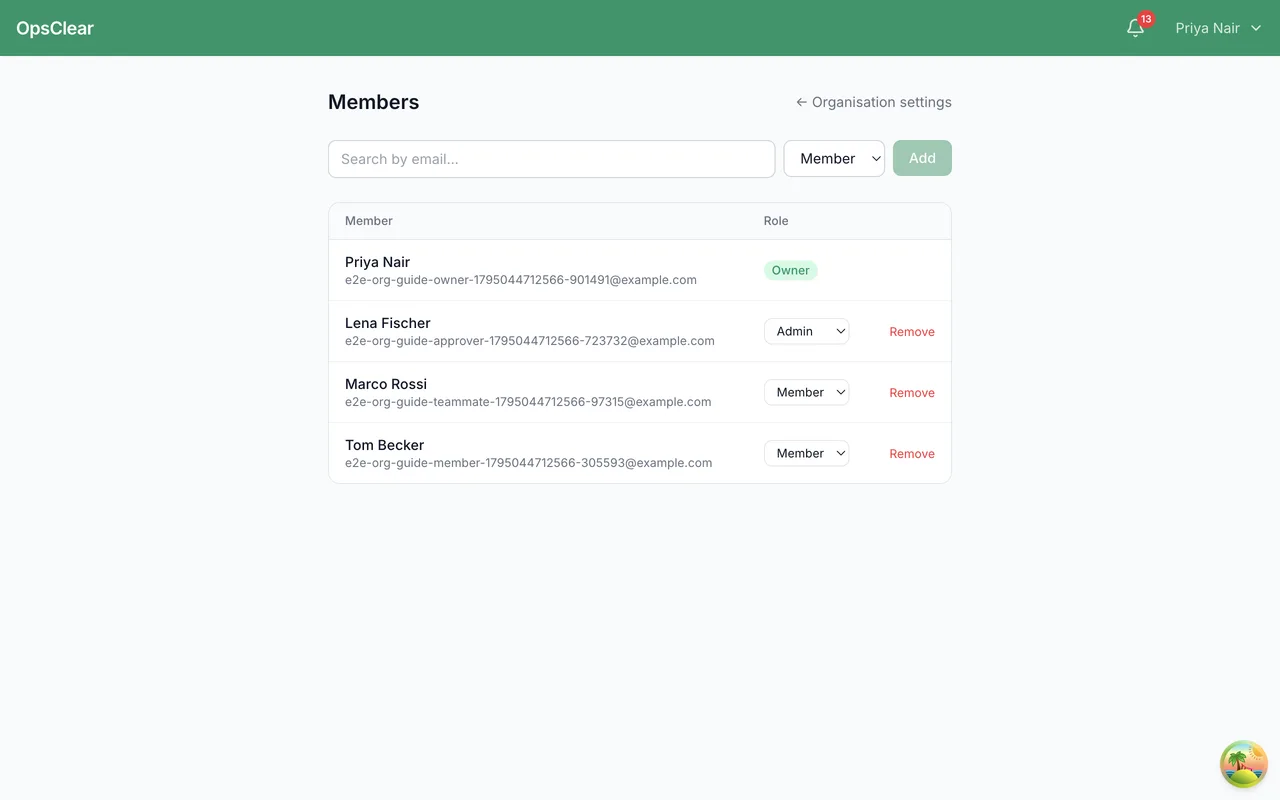 OpsClear
13
Priya Nair
Members
← Organisation settings
Search by email...
Member
Add
Member
Role
Priya Nair
e2e-org-guide-owner-1795044712566-901491@example.com
Owner
Lena Fischer
e2e-org-guide-approver-1795044712566-723732@example.com
Admin
Remove
Marco Rossi
e2e-org-guide-teammate-1795044712566-97315@example.com
Member
Remove
Tom Becker
e2e-org-guide-member-1795044712566-305593@example.com
Member
Remove